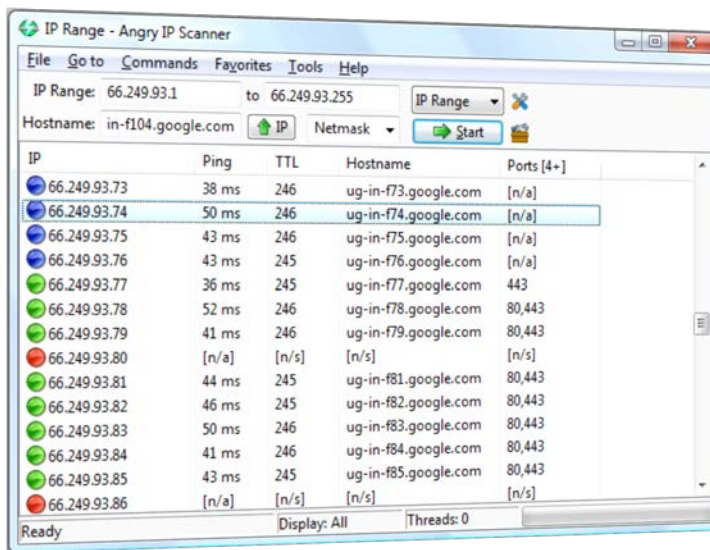 IP Range - Angry IP Scanner
File Go to Commands Favorites Tools Help
IP Range: 66.249.93.1 to 66.249.93.255 IP Range
Hostname: in-f104.google.com IP Netmask Start
IP Ping TTL Hostname Ports [4+]
66.249.93.73 38 ms 246 ug-in-f73.google.com [n/a]
66.249.93.74 50 ms 246 ug-in-f74.google.com [n/a]
66.249.93.75 43 ms 246 ug-in-f75.google.com [n/a]
66.249.93.76 43 ms 245 ug-in-f76.google.com [n/a]
66.249.93.77 36 ms 245 ug-in-f77.google.com 443
66.249.93.78 52 ms 246 ug-in-f78.google.com 80,443
66.249.93.79 41 ms 246 ug-in-f79.google.com 80,443
66.249.93.80 [n/a] [n/s] [n/s] [n/s]
66.249.93.81 44 ms 245 ug-in-f81.google.com 80,443
66.249.93.82 46 ms 245 ug-in-f82.google.com 80,443
66.249.93.83 50 ms 246 ug-in-f83.google.com 80,443
66.249.93.84 41 ms 246 ug-in-f84.google.com 80,443
66.249.93.85 43 ms 245 ug-in-f85.google.com 80,443
66.249.93.86 [n/a] [n/s] [n/s] [n/s]
Ready Display: All Threads: 0